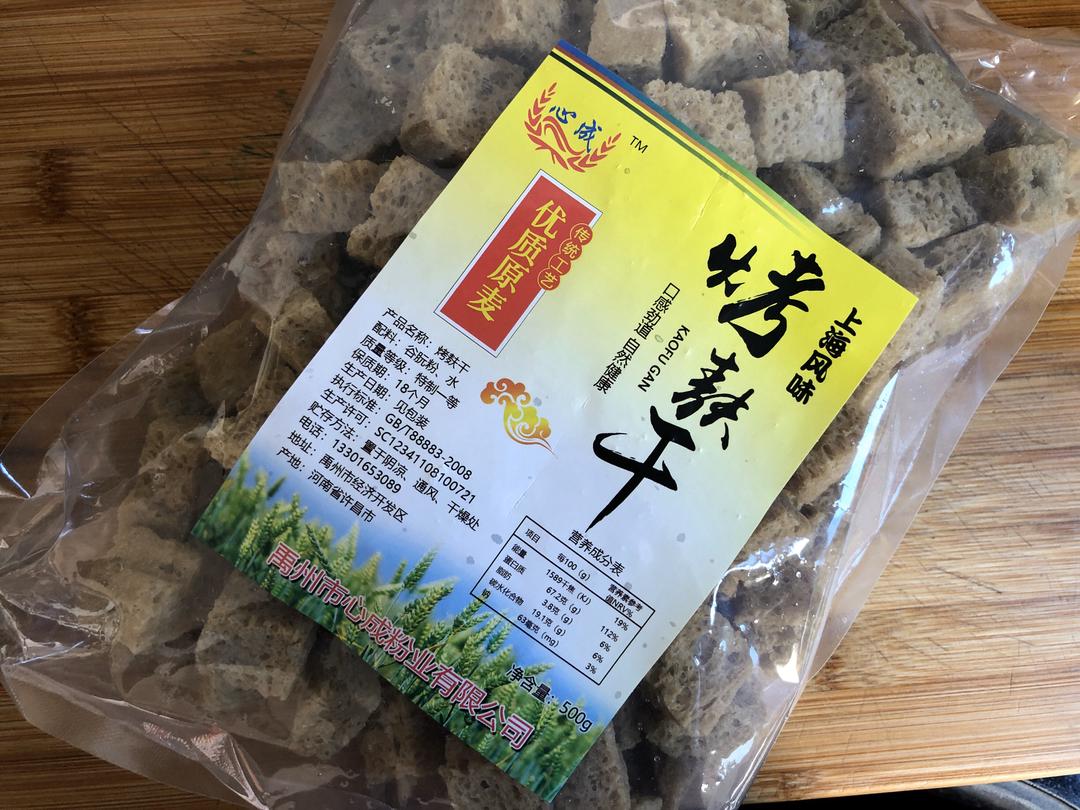 心成
TM
传统工艺
优质原麦
上海风味
烤麸干
KAOFU GAN
口感劲道 自然健康
产品名称：烤麸干
配料：谷朊粉、水
质量等级：特制一等
保质期：18个月
生产日期：见包装
执行标准：GB/T8883-2008
生产许可：SC12341108100721
贮存方法：置于阴凉、通风、干燥处
电话：13301653089
地址：禹州市经济开发区
产地：河南省许昌市
营养成分表
项目 每100（g） 营养素参考值NRV%
能量 1589千焦（KJ） 19%
蛋白质 67.2克（g） 112%
脂肪 3.8克（g） 6%
碳水化合物 19.1克（g） 6%
钠 63毫克（mg） 3%
净含量：500g
禹州市心成粉业有限公司